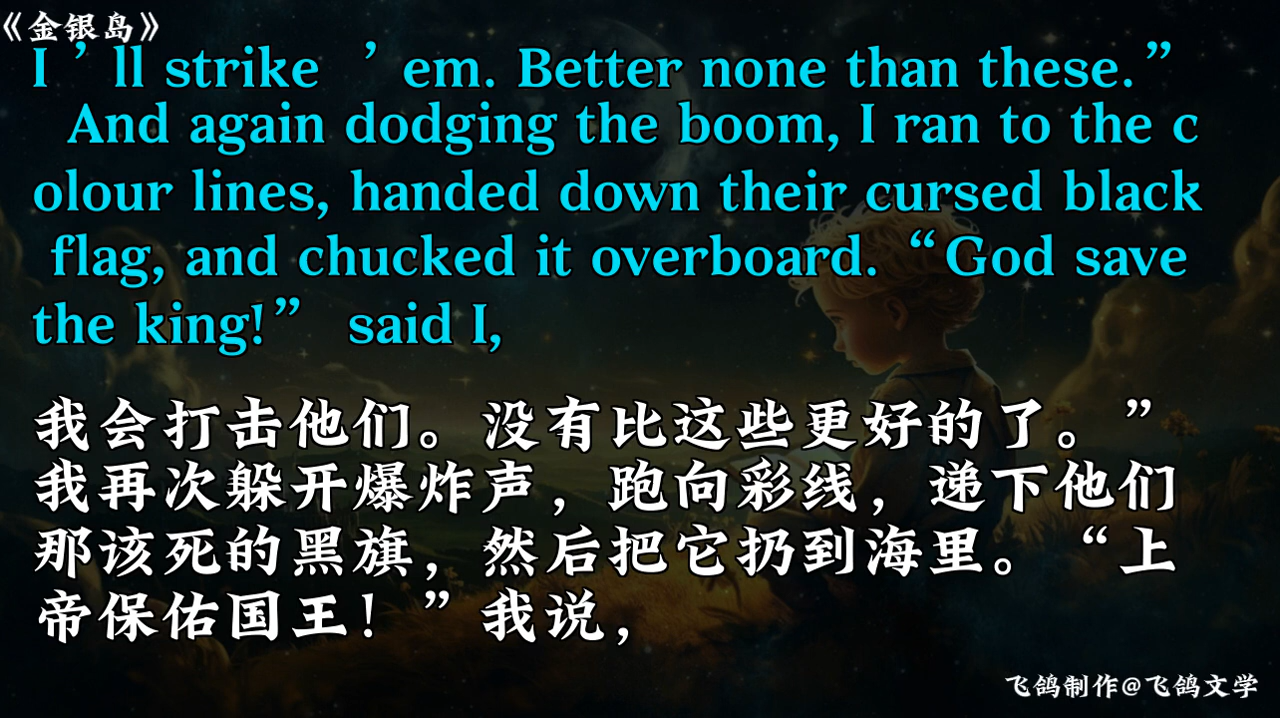 《金银岛》
I ’ ll strike ’ em. Better none than these.”
And again dodging the boom, I ran to the c
olour lines, handed down their cursed black
flag, and chucked it overboard. “God save
the king!” said I,
我会打击他们。没有比这些更好的了。”
我再次躲开爆炸声，跑向彩线，递下他们
那该死的黑旗，然后把它扔到海里。“上
帝保佑国王！”我说，
飞鸽制作@飞鸽文学